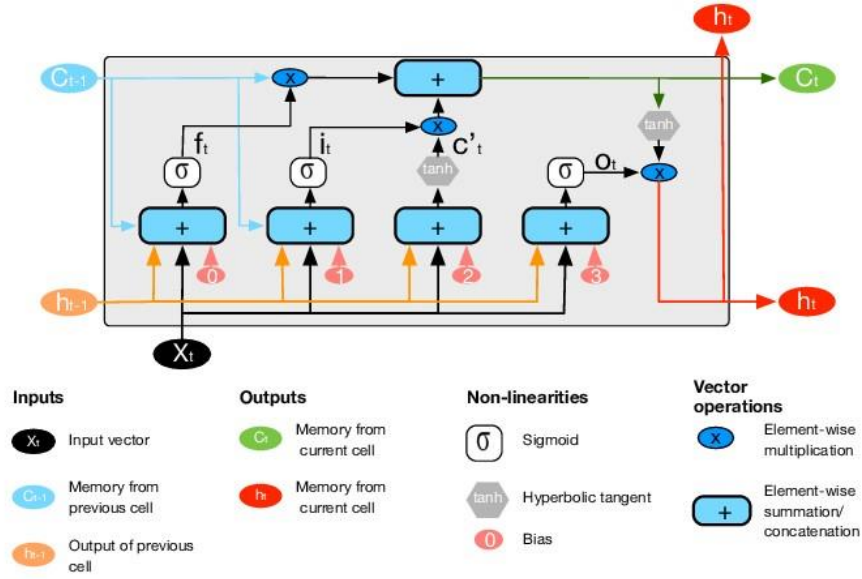 hₜ
Cₜ₋₁
x
+
Cₜ
tanh
fₜ
iₜ
x
c'ₜ
σ
σ
tanh
σ
oₜ
x
+
+
+
+
0
1
2
3
hₜ₋₁
hₜ
Xₜ
Inputs
Xₜ Input vector
Cₜ₋₁ Memory from
previous cell
hₜ₋₁ Output of previous
cell
Outputs
Cₜ Memory from
current cell
hₜ Memory from
current cell
Non-linearities
σ Sigmoid
tanh Hyperbolic tangent
0 Bias
Vector
operations
x Element-wise
multiplication
+ Element-wise
summation/
concatenation